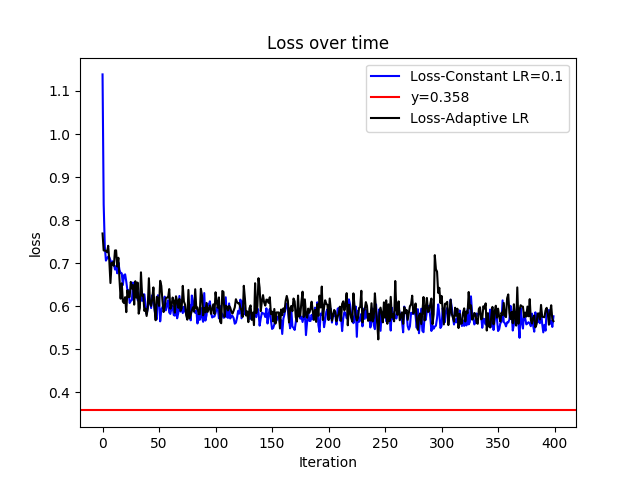 Loss over time
Loss-Constant LR=0.1
y=0.358
Loss-Adaptive LR
1.1
1.0
0.9
0.8
0.7
0.6
0.5
0.4
loss
0 50 100 150 200 250 300 350 400
Iteration